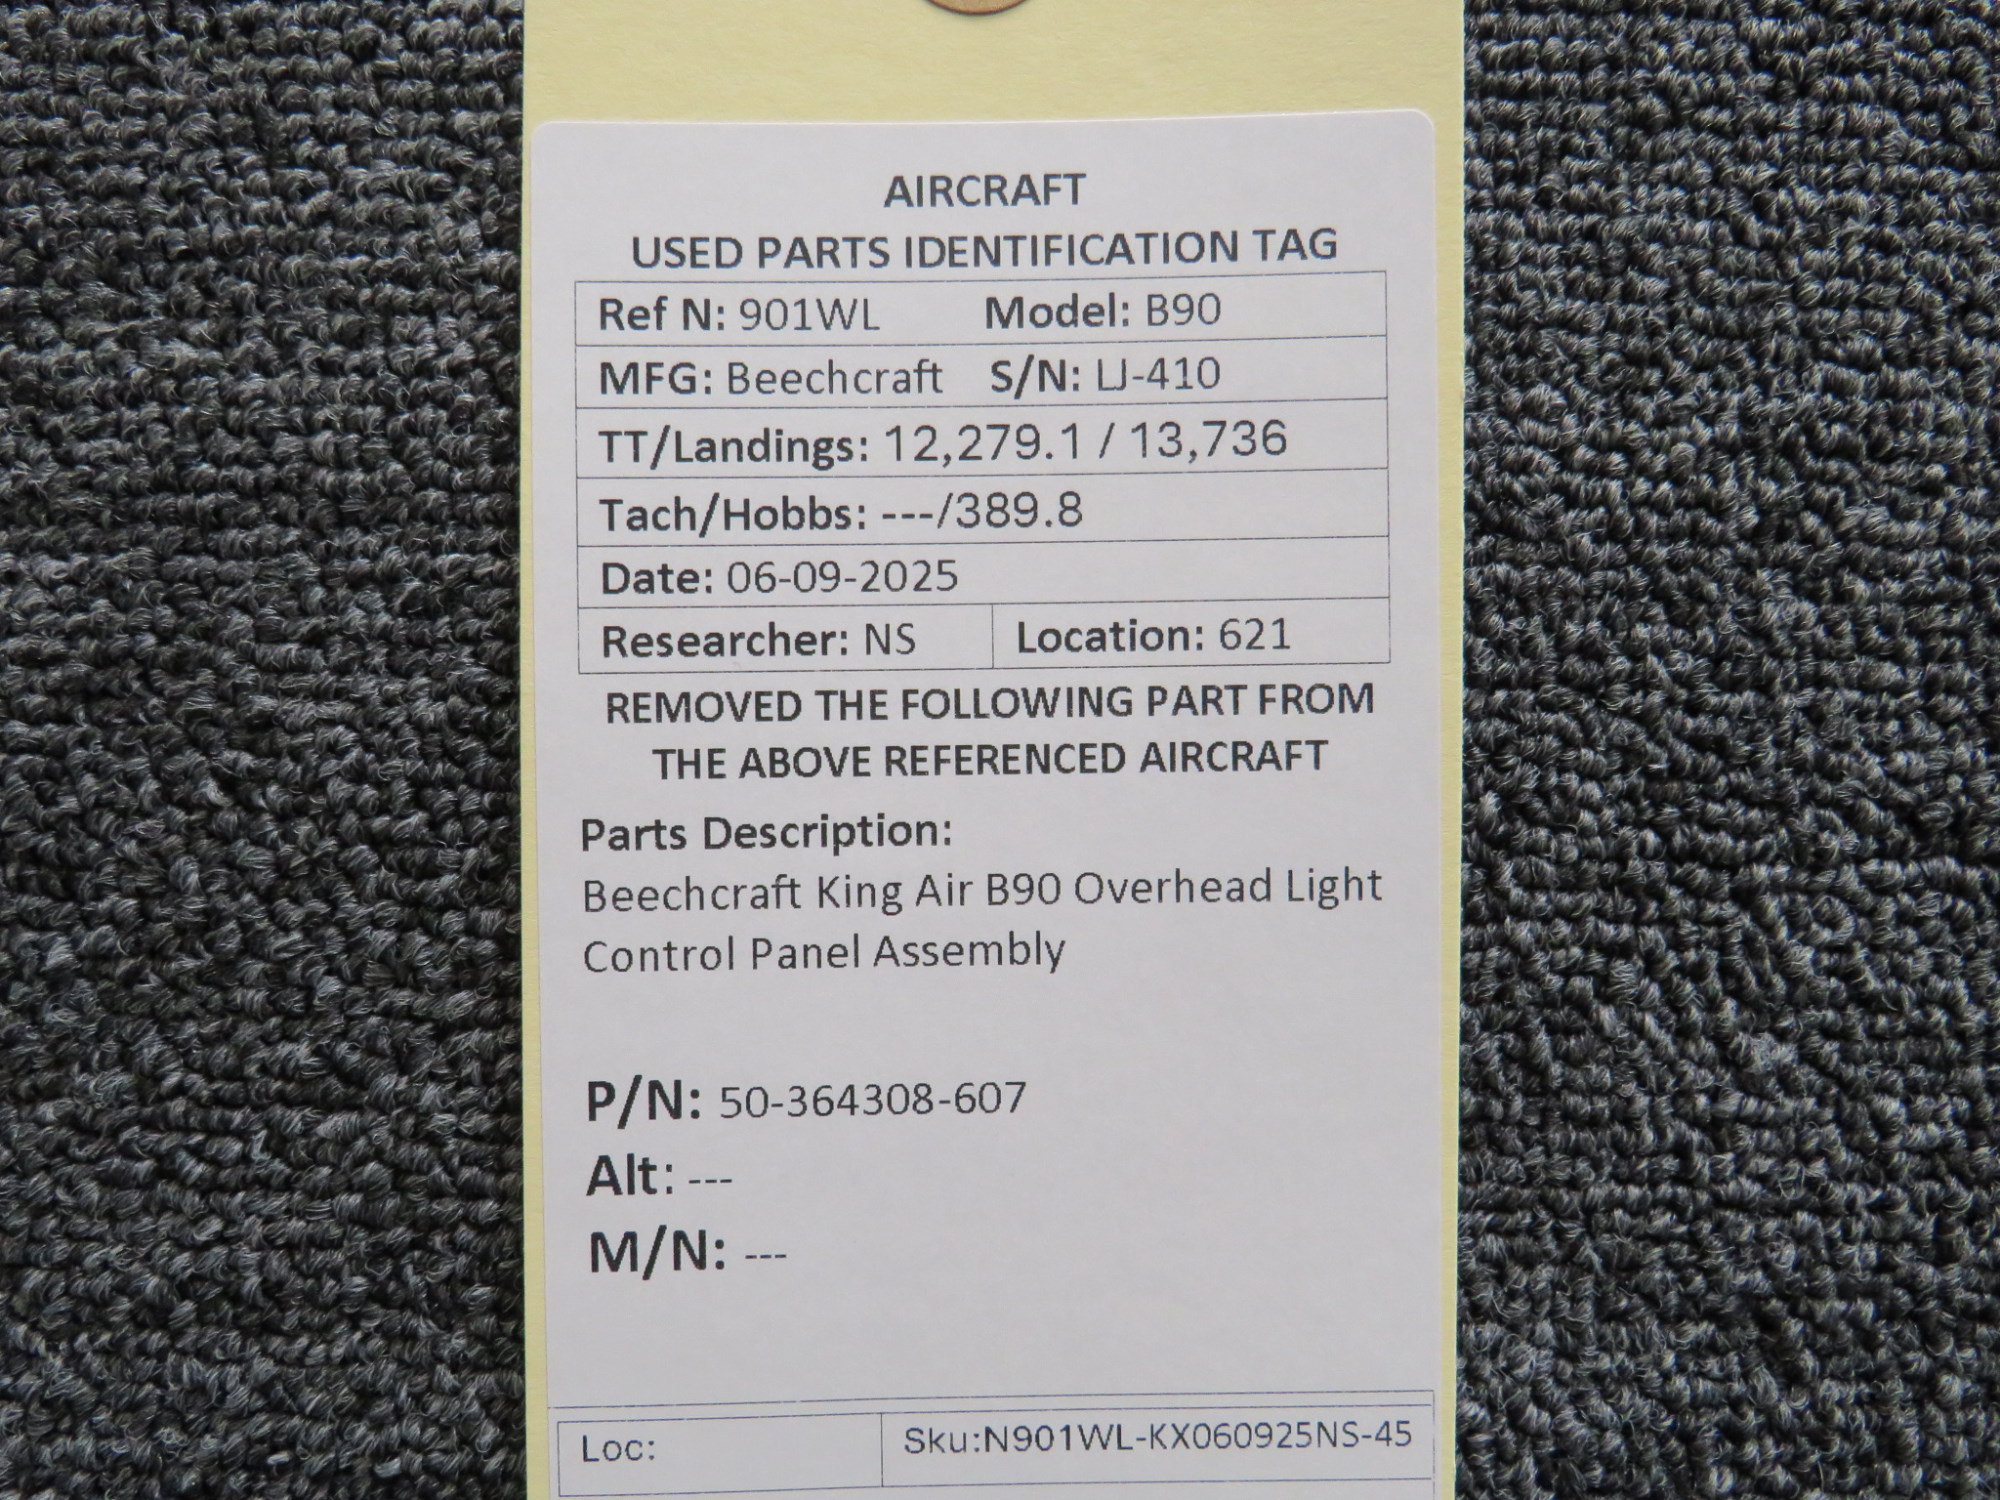 AIRCRAFT
USED PARTS IDENTIFICATION TAG
Ref N: 901WL Model: B90
MFG: Beechcraft S/N: LJ-410
TT/Landings: 12,279.1 / 13,736
Tach/Hobbs: ---/389.8
Date: 06-09-2025
Researcher: NS Location: 621
REMOVED THE FOLLOWING PART FROM
THE ABOVE REFERENCED AIRCRAFT
Parts Description:
Beechcraft King Air B90 Overhead Light
Control Panel Assembly
P/N: 50-364308-607
Alt: ---
M/N: ---
Loc: Sku:N901WL-KX060925NS-45